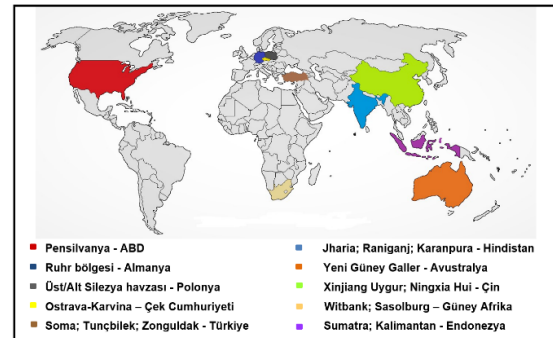 Pensilvanya - ABD
Ruhr bölgesi - Almanya
Üst/Alt Silezya havzası - Polonya
Ostrava-Karvina – Çek Cumhuriyeti
Soma; Tunçbilek; Zonguldak - Türkiye
Jharia; Raniganj; Karanpura - Hindistan
Yeni Güney Galler - Avustralya
Xinjiang Uygur; Ningxia Hui - Çin
Witbank; Sasolburg – Güney Afrika
Sumatra; Kalimantan - Endonezya